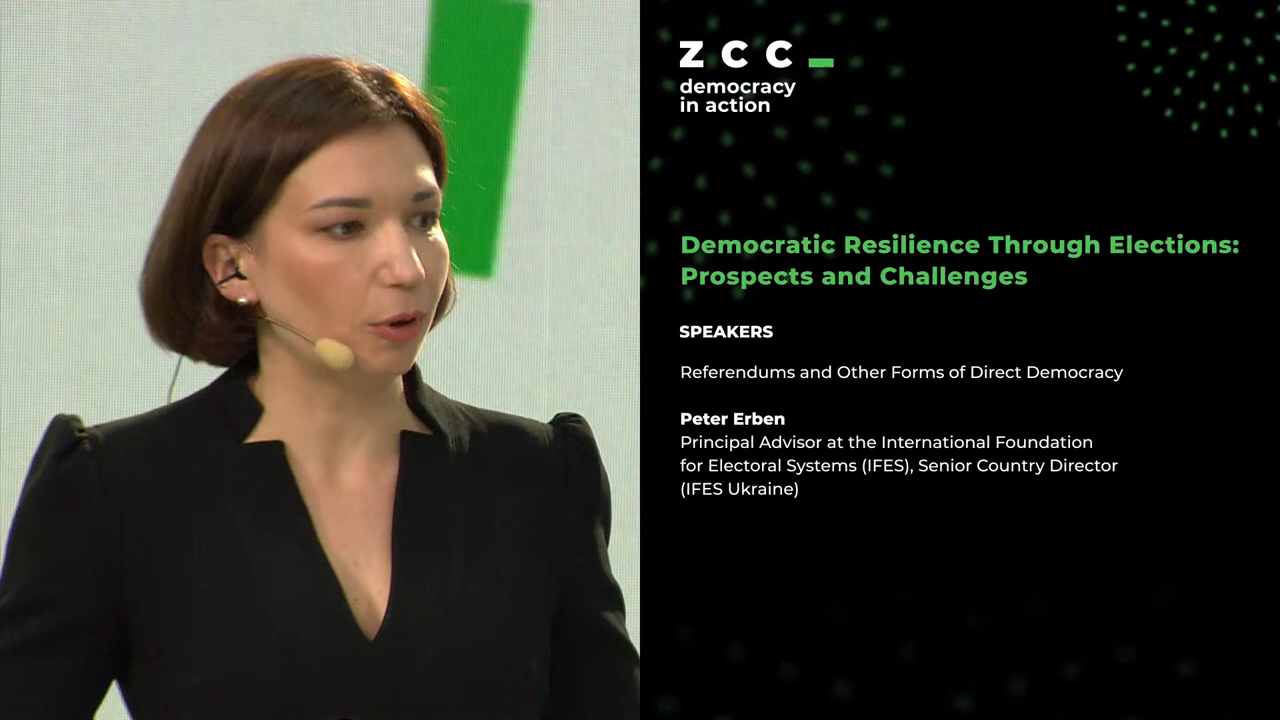 zcc_
democracy
in action
Democratic Resilience Through Elections:
Prospects and Challenges
SPEAKERS
Referendums and Other Forms of Direct Democracy
Peter Erben
Principal Advisor at the International Foundation
for Electoral Systems (IFES), Senior Country Director
(IFES Ukraine)